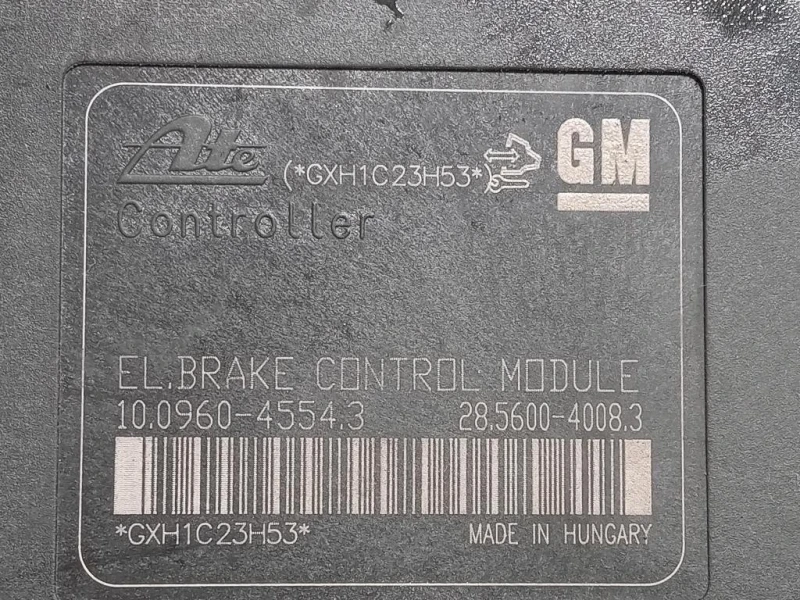 Ate
(*GXH1C23H53*)
GM
Controller
EL.BRAKE CONTROL MODULE
10.0960-4554.3 28.5600-4008.3
*GXH1C23H53* MADE IN HUNGARY